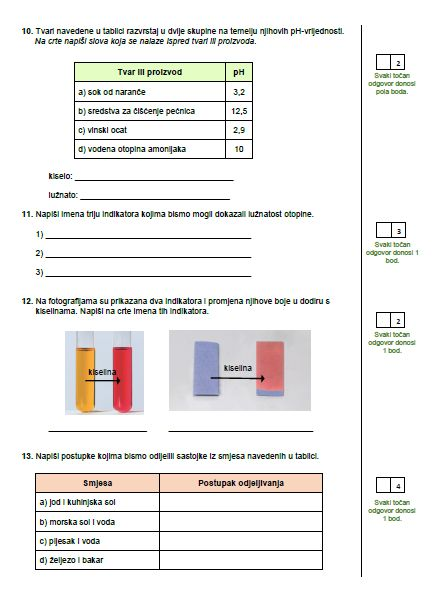 10. Tvari navedene u tablici razvrstaj u dvije skupine na temelju njihovih pH-vrijednosti.
Na crte napiši slova koja se nalaze ispred tvari ili proizvoda.
2
Svaki točan
odgovor donosi
pola boda.
Tvar ili proizvod pH
a) sok od naranče 3,2
b) sredstva za čišćenje pećnica 12,5
c) vinski ocat 2,9
d) vodena otopina amonijaka 10
kiselo:
lužnato:
11. Napiši imena triju indikatora kojima bismo mogli dokazali lužnatost otopine.
1)
2)
3)
3
Svaki točan
odgovor donosi 1
bod.
12. Na fotografijama su prikazana dva indikatora i promjena njihove boje u dodiru s
kiselinama. Napiši na crte imena tih indikatora.
2
Svaki točan
odgovor donosi
1 bod.
kiselina
kiselina
13. Napiši postupke kojima bismo odijelili sastojke iz smjesa navedenih u tablici.
Smjesa Postupak odjeljivanja
a) jod i kuhinjska sol
b) morska sol i voda
c) pijesak i voda
d) željezo i bakar
4
Svaki točan
odgovor donosi
1 bod.